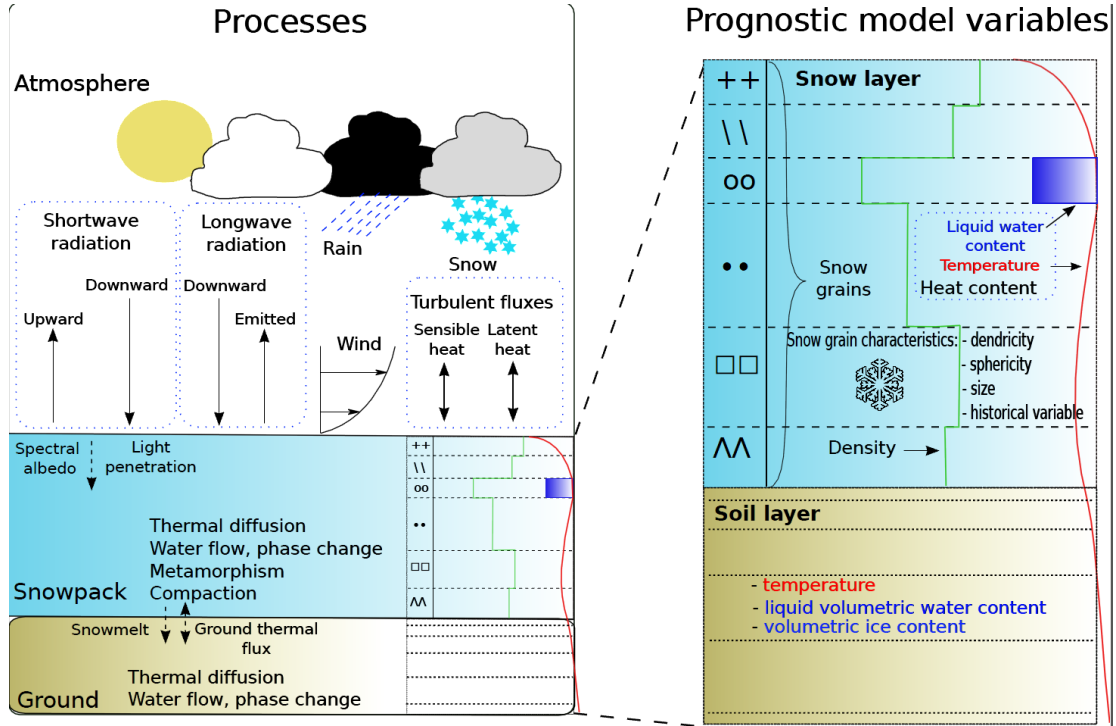 Processes
Atmosphere
Shortwave
radiation
Longwave
radiation
Rain
Snow
Downward
Downward
Upward
Emitted
Wind
Turbulent fluxes
Sensible
heat
Latent
heat
Spectral
albedo
Light
penetration
Thermal diffusion
Water flow, phase change
Metamorphism
Compaction
Snowpack
Snowmelt
Ground thermal
flux
Thermal diffusion
Water flow, phase change
Ground
++
\\
oo
••
□□
ΛΛ
Prognostic model variables
Snow layer
++
\\
oo
••
□□
ΛΛ
Snow
grains
Liquid water
content
Temperature
Heat content
Snow grain characteristics: - dendricity
- sphericity
- size
- historical variable
Density
Soil layer
- temperature
- liquid volumetric water content
- volumetric ice content